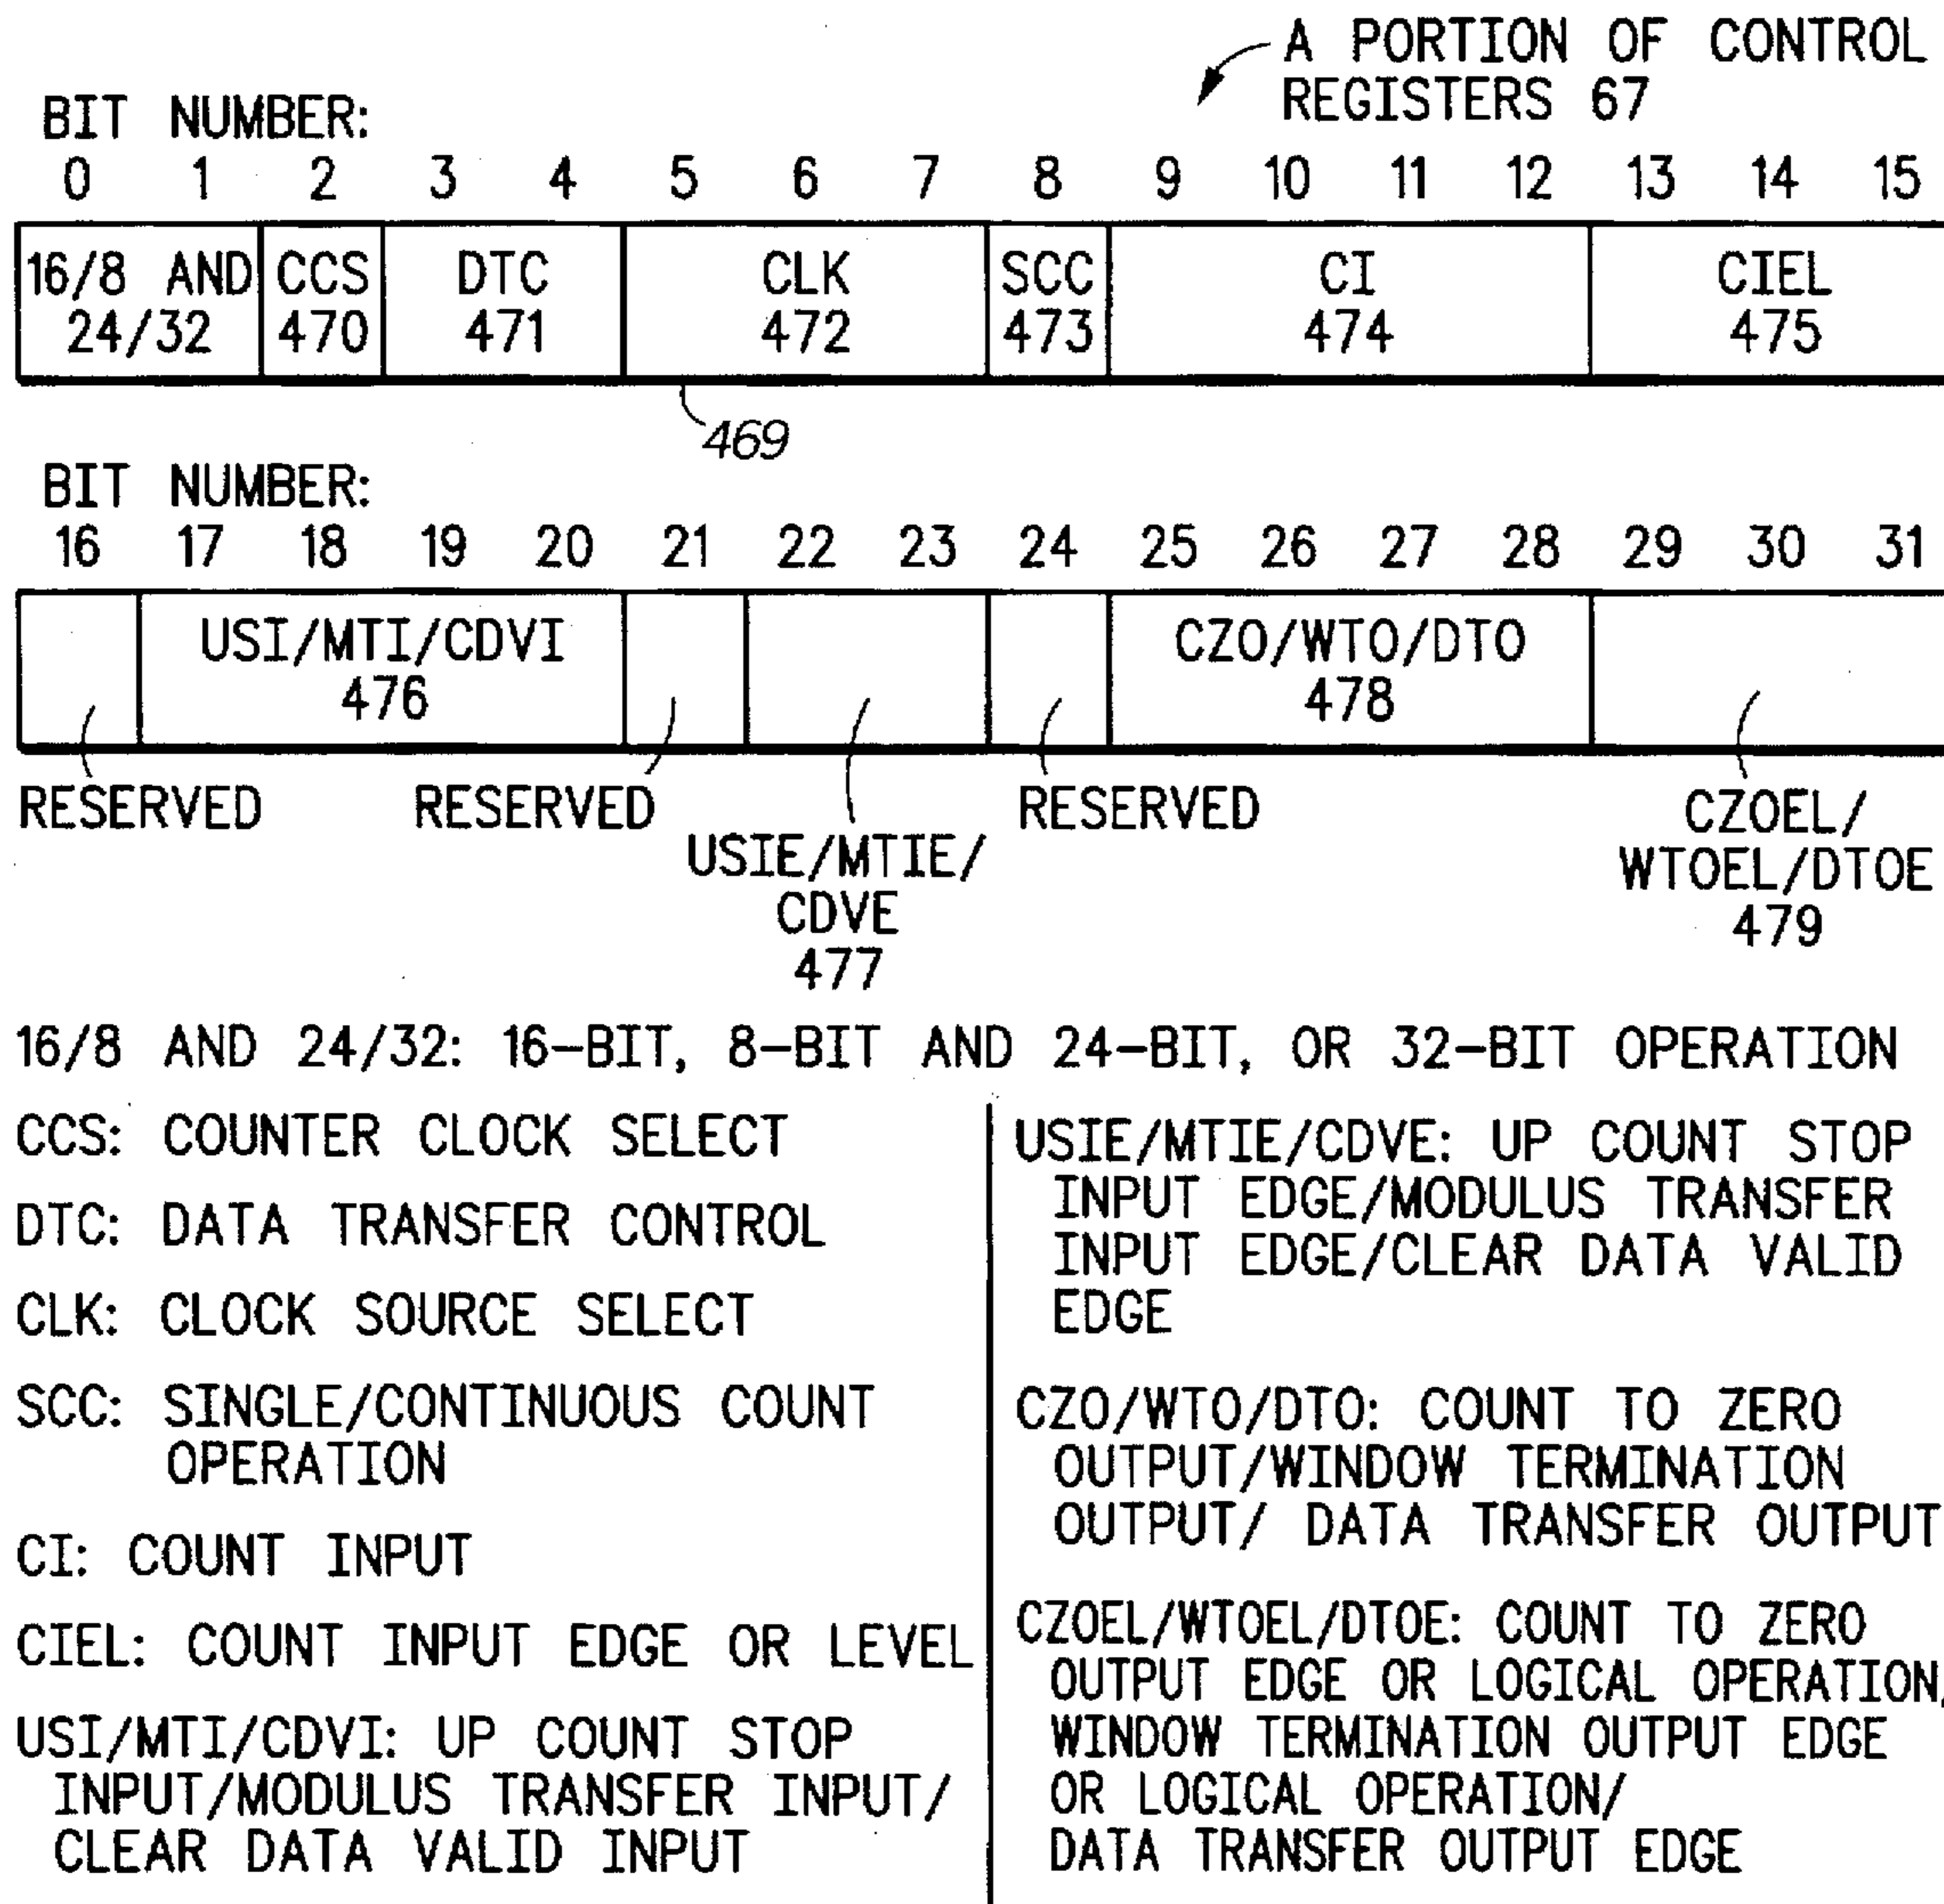 A PORTION OF CONTROL
REGISTERS 67
BIT NUMBER:
0 1 2 3 4 5 6 7 8 9 10 11 12 13 14 15
16/8 AND CCS DTC CLK SCC CI CIEL
24/32 470 471 472 473 474 475
469
BIT NUMBER:
16 17 18 19 20 21 22 23 24 25 26 27 28 29 30 31
USI/MTI/CDVI CZO/WTO/DTO
476 478
RESERVED RESERVED RESERVED CZOEL/
USIE/MTIE/ WTOEL/DTOE
CDVE 479
477
16/8 AND 24/32: 16-BIT, 8-BIT AND 24-BIT, OR 32-BIT OPERATION
CCS: COUNTER CLOCK SELECT
DTC: DATA TRANSFER CONTROL
CLK: CLOCK SOURCE SELECT
SCC: SINGLE/CONTINUOUS COUNT
OPERATION
CI: COUNT INPUT
CIEL: COUNT INPUT EDGE OR LEVEL
USI/MTI/CDVI: UP COUNT STOP
INPUT/MODULUS TRANSFER INPUT/
CLEAR DATA VALID INPUT
USIE/MTIE/CDVE: UP COUNT STOP
INPUT EDGE/MODULUS TRANSFER
INPUT EDGE/CLEAR DATA VALID
EDGE
CZO/WTO/DTO: COUNT TO ZERO
OUTPUT/WINDOW TERMINATION
OUTPUT/ DATA TRANSFER OUTPUT
CZOEL/WTOEL/DTOE: COUNT TO ZERO
OUTPUT EDGE OR LOGICAL OPERATION,
WINDOW TERMINATION OUTPUT EDGE
OR LOGICAL OPERATION/
DATA TRANSFER OUTPUT EDGE